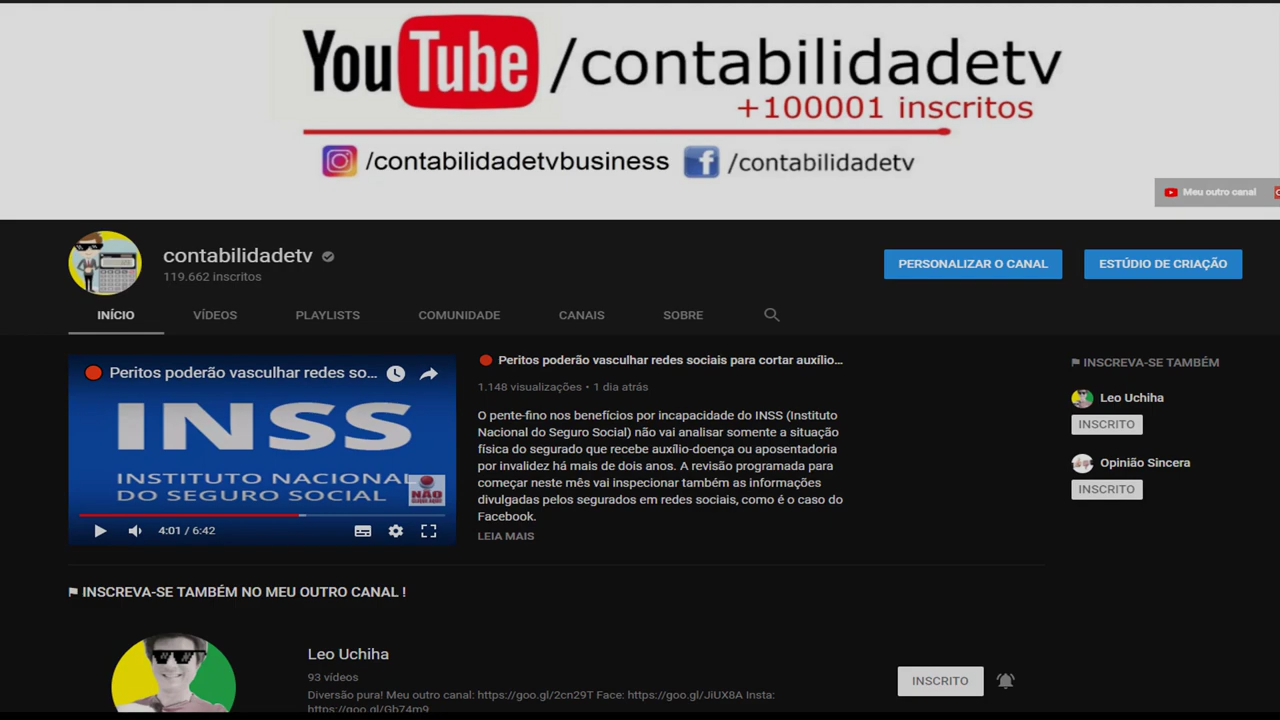 YouTube /contabilidadetv
+100001 inscritos
/contabilidadetvbusiness /contabilidadetv
Meu outro canal
contabilidadetv
119.662 inscritos
PERSONALIZAR O CANAL
ESTÚDIO DE CRIAÇÃO
INÍCIO VÍDEOS PLAYLISTS COMUNIDADE CANAIS SOBRE
Peritos poderão vasculhar redes so...
INSS
INSTITUTO NACIONAL
DO SEGURO SOCIAL
NÃO
4:01 / 6:42
Peritos poderão vasculhar redes sociais para cortar auxílio...
1.148 visualizações • 1 dia atrás
O pente-fino nos benefícios por incapacidade do INSS (Instituto
Nacional do Seguro Social) não vai analisar somente a situação
física do segurado que recebe auxílio-doença ou aposentadoria
por invalidez há mais de dois anos. A revisão programada para
começar neste mês vai inspecionar também as informações
divulgadas pelos segurados em redes sociais, como é o caso do
Facebook.
LEIA MAIS
INSCREVA-SE TAMBÉM
Leo Uchiha
INSCRITO
Opinião Sincera
INSCRITO
INSCREVA-SE TAMBÉM NO MEU OUTRO CANAL !
Leo Uchiha
93 vídeos
Diversão pura! Meu outro canal: https://goo.gl/2cn29T Face: https://goo.gl/JiUX8A Insta:
https://goo.gl/Gb74m9
INSCRITO